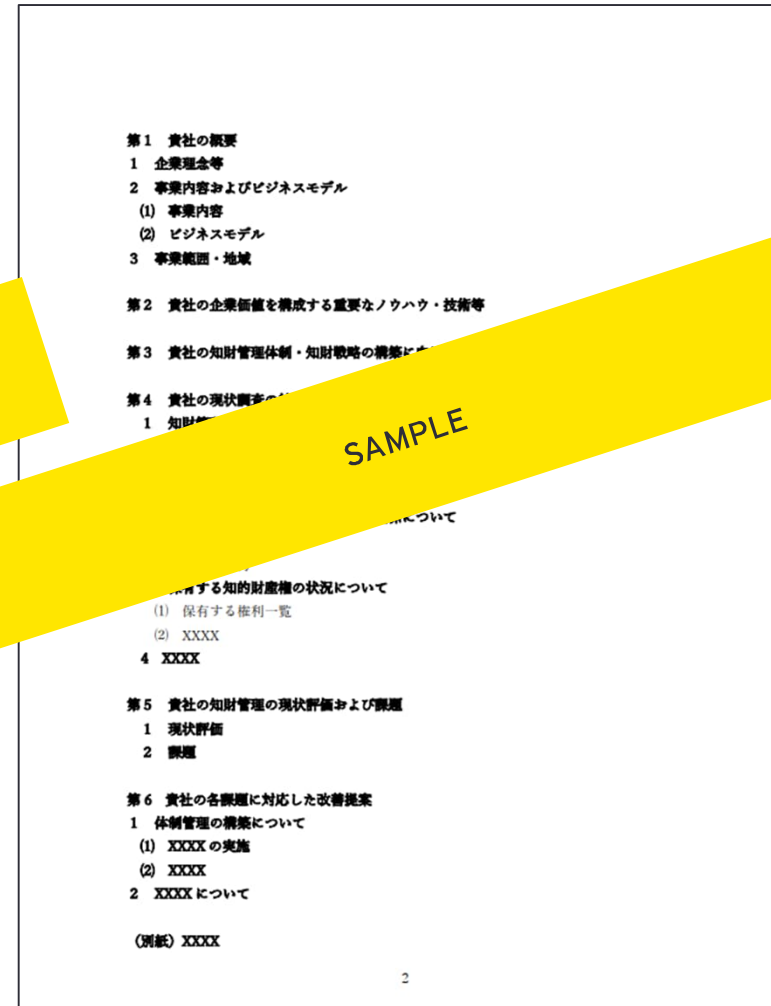 第1 貴社の概要
1 企業理念等
2 事業内容およびビジネスモデル
(1) 事業内容
(2) ビジネスモデル
3 事業範囲・地域
第2 貴社の企業価値を構成する重要なノウハウ・技術等
第3 貴社の知財管理体制・知財戦略の構築に
第4 貴社の現状調査の
1 知財
SAMPLE
について
する知的財産権の状況について
(1) 保有する権利一覧
(2) XXXX
4 XXXX
第5 貴社の知財管理の現状評価および課題
1 現状評価
2 課題
第6 貴社の各課題に対応した改善提案
1 体制管理の構築について
(1) XXXX の実施
(2) XXXX
2 XXXX について
(別紙) XXXX
2